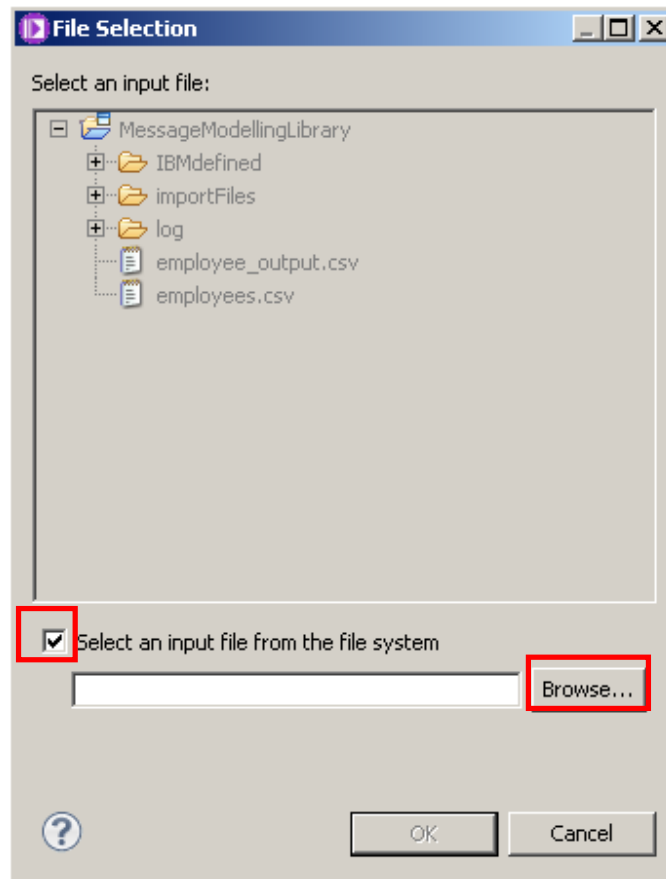 File Selection
Select an input file:
MessageModellingLibrary
IBMdefined
importFiles
log
employee_output.csv
employees.csv
Select an input file from the file system
Browse...
?
OK
Cancel